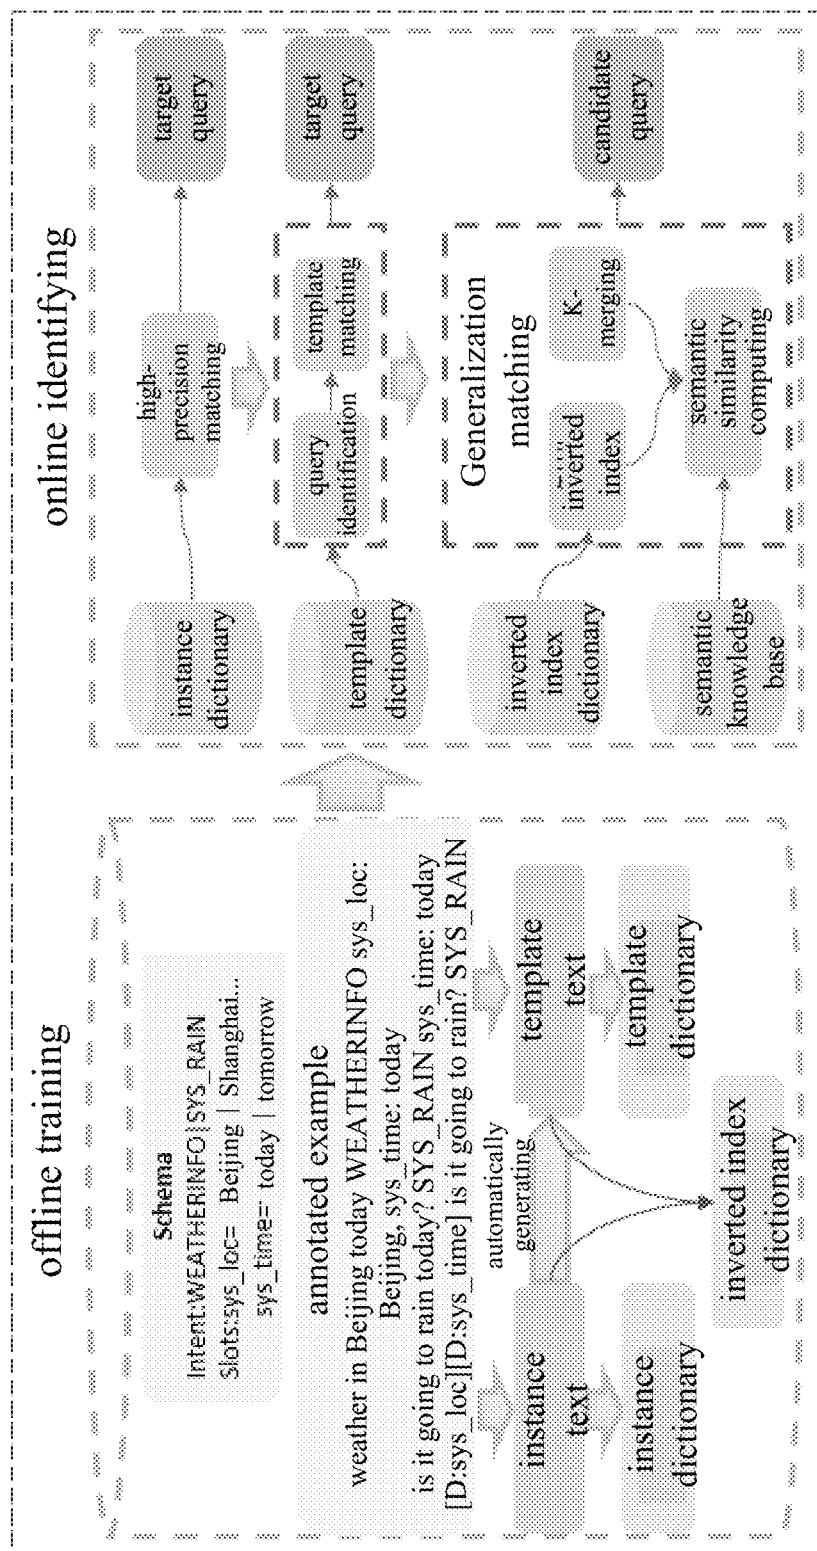 offline training
Schema
Intent:WEATHERINFO|SYS_RAIN
Slots:sys_loc= Beijing | Shanghai...
sys_time=· today | tomorrow
annotated example
weather in Beijing today WEATHERINFO sys_loc:
Beijing, sys_time: today
is it going to rain today? SYS_RAIN sys_time: today
[D:sys_loc][D:sys_time] is it going to rain? SYS_RAIN
instance
text
automatically
generating
template
text
instance
dictionary
template
dictionary
inverted index
dictionary
online identifying
instance
dictionary
high-
precision
matching
target
query
template
dictionary
query
identification
template
matching
target
query
Generalization
matching
inverted
index
dictionary
inverted
index
K-
merging
candidate
query
semantic
knowledge
base
semantic
similarity
computing